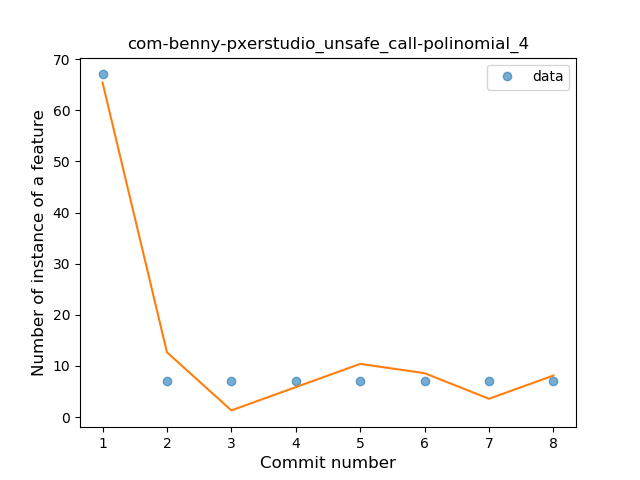 com-benny-pxerstudio_unsafe_call-polinomial_4
data
Number of instance of a feature
70
60
50
40
30
20
10
0
1 2 3 4 5 6 7 8
Commit number